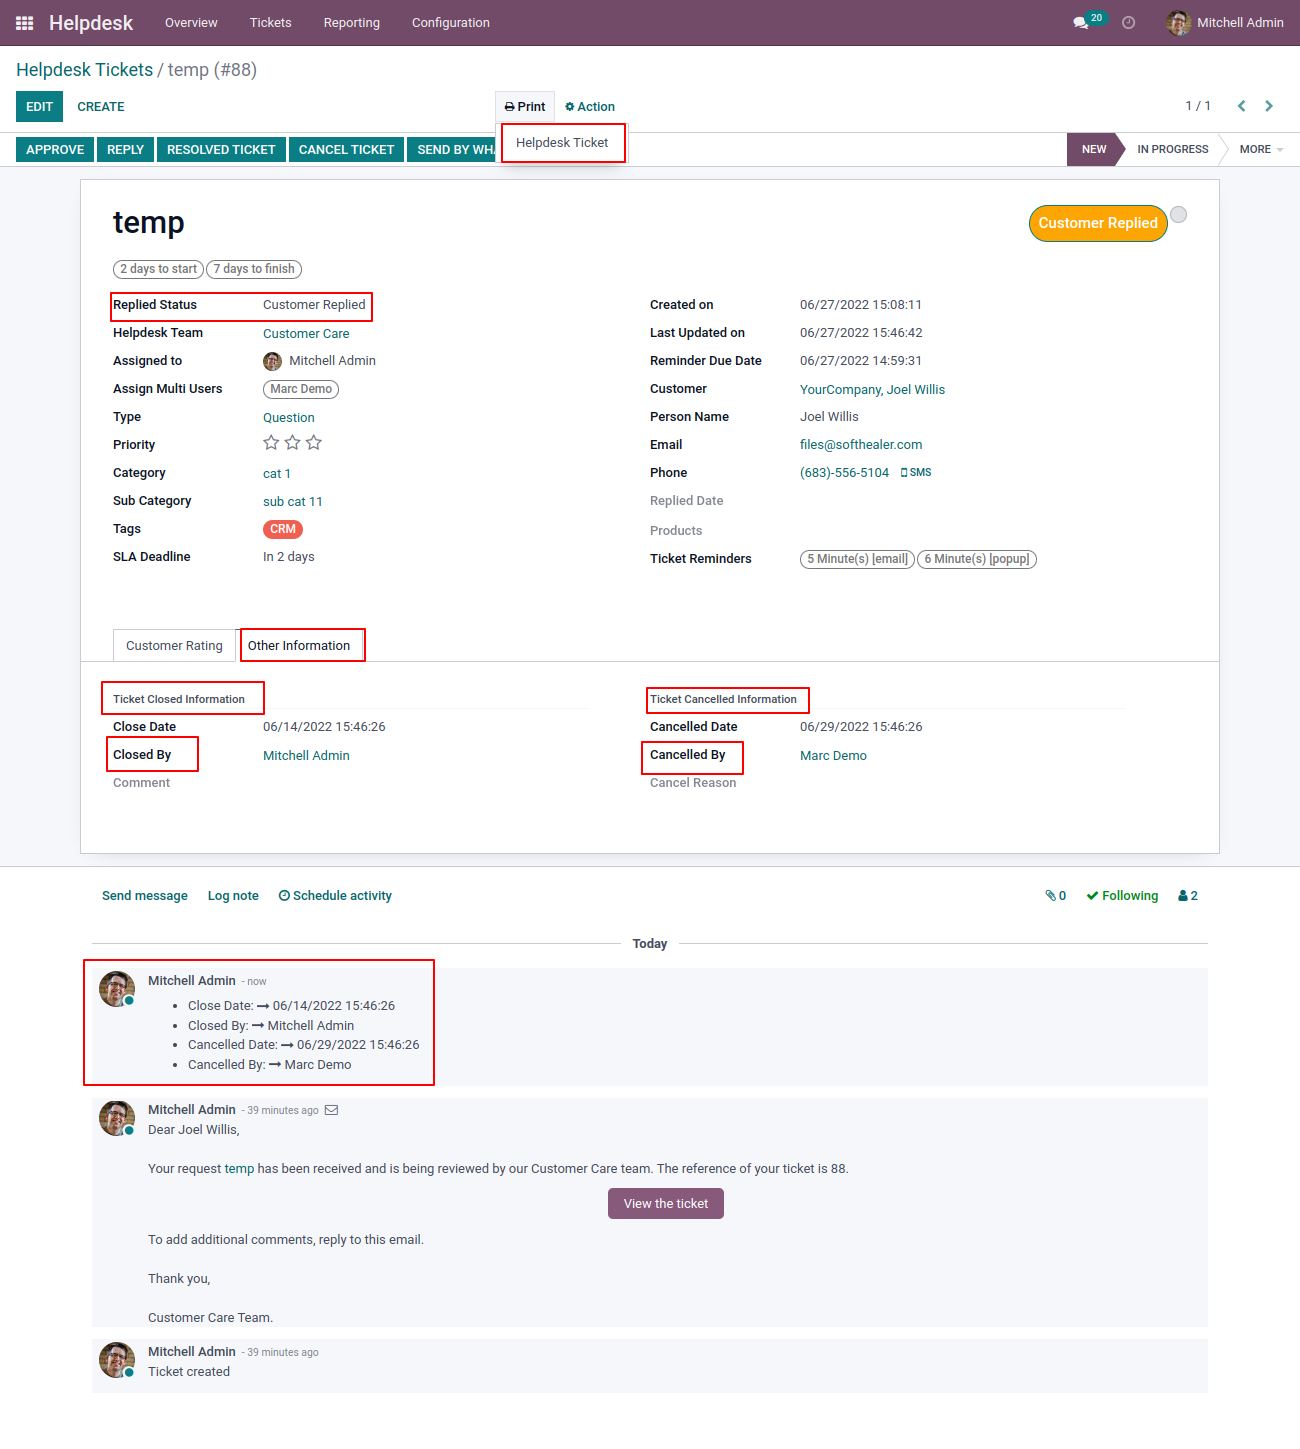 Helpdesk Overview Tickets Reporting Configuration 20 Mitchell Admin
Helpdesk Tickets / temp (#88)
EDIT CREATE Print Action 1 / 1
APPROVE REPLY RESOLVED TICKET CANCEL TICKET SEND BY WHA Helpdesk Ticket NEW IN PROGRESS MORE
temp Customer Replied
2 days to start 7 days to finish
Replied Status Customer Replied Created on 06/27/2022 15:08:11
Helpdesk Team Customer Care Last Updated on 06/27/2022 15:46:42
Assigned to Mitchell Admin Reminder Due Date 06/27/2022 14:59:31
Assign Multi Users Marc Demo Customer YourCompany, Joel Willis
Type Question Person Name Joel Willis
Priority Email files@softhealer.com
Category cat 1 Phone (683)-556-5104 SMS
Sub Category sub cat 11 Replied Date
Tags CRM Products
SLA Deadline In 2 days Ticket Reminders 5 Minute(s) [email] 6 Minute(s) [popup]
Customer Rating Other Information
Ticket Closed Information Ticket Cancelled Information
Close Date 06/14/2022 15:46:26 Cancelled Date 06/29/2022 15:46:26
Closed By Mitchell Admin Cancelled By Marc Demo
Comment Cancel Reason
Send message Log note Schedule activity 0 Following 2
Today
Mitchell Admin - now
• Close Date: → 06/14/2022 15:46:26
• Closed By: → Mitchell Admin
• Cancelled Date: → 06/29/2022 15:46:26
• Cancelled By: → Marc Demo
Mitchell Admin - 39 minutes ago
Dear Joel Willis,
Your request temp has been received and is being reviewed by our Customer Care team. The reference of your ticket is 88.
View the ticket
To add additional comments, reply to this email.
Thank you,
Customer Care Team.
Mitchell Admin - 39 minutes ago
Ticket created